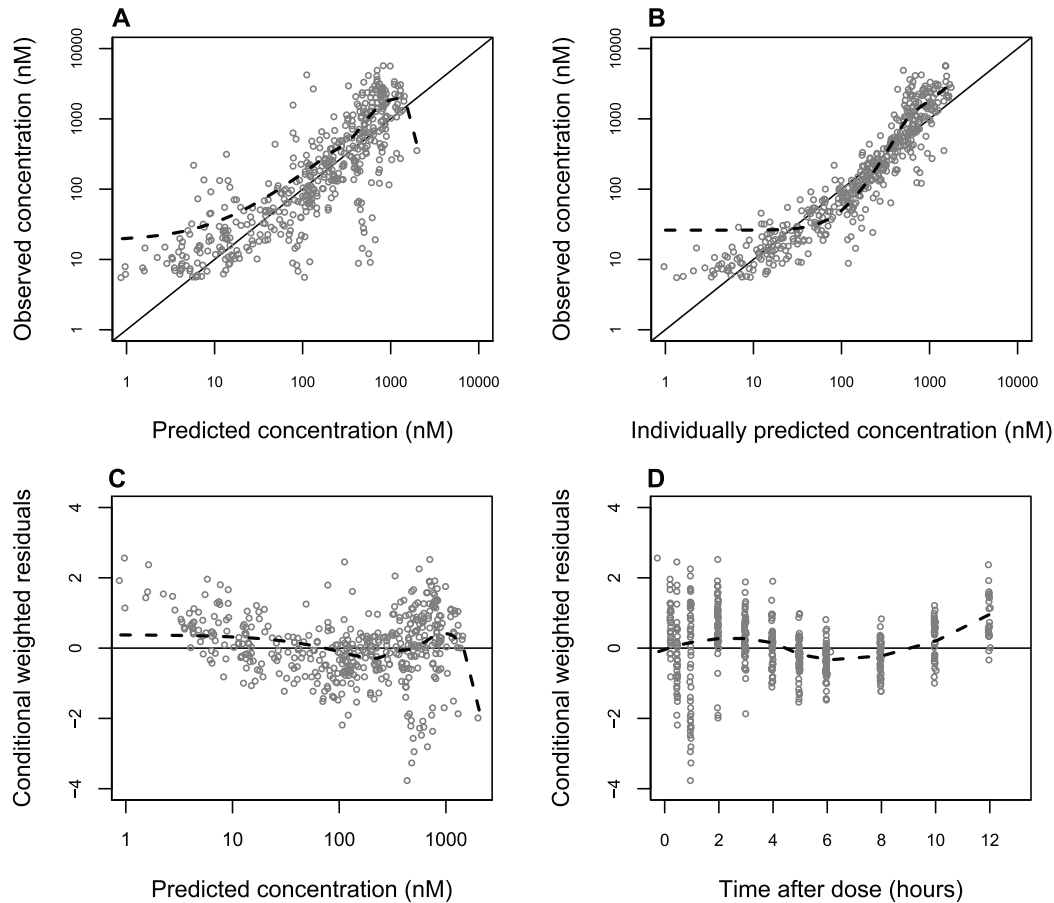 A
Observed concentration (nM)
10000
1000
100
10
1
1 10 100 1000 10000
Predicted concentration (nM)
B
Observed concentration (nM)
10000
1000
100
10
1
1 10 100 1000 10000
Individually predicted concentration (nM)
C
Conditional weighted residuals
4
2
0
−2
−4
1 10 100 1000
Predicted concentration (nM)
D
Conditional weighted residuals
4
2
0
−2
−4
0 2 4 6 8 10 12
Time after dose (hours)